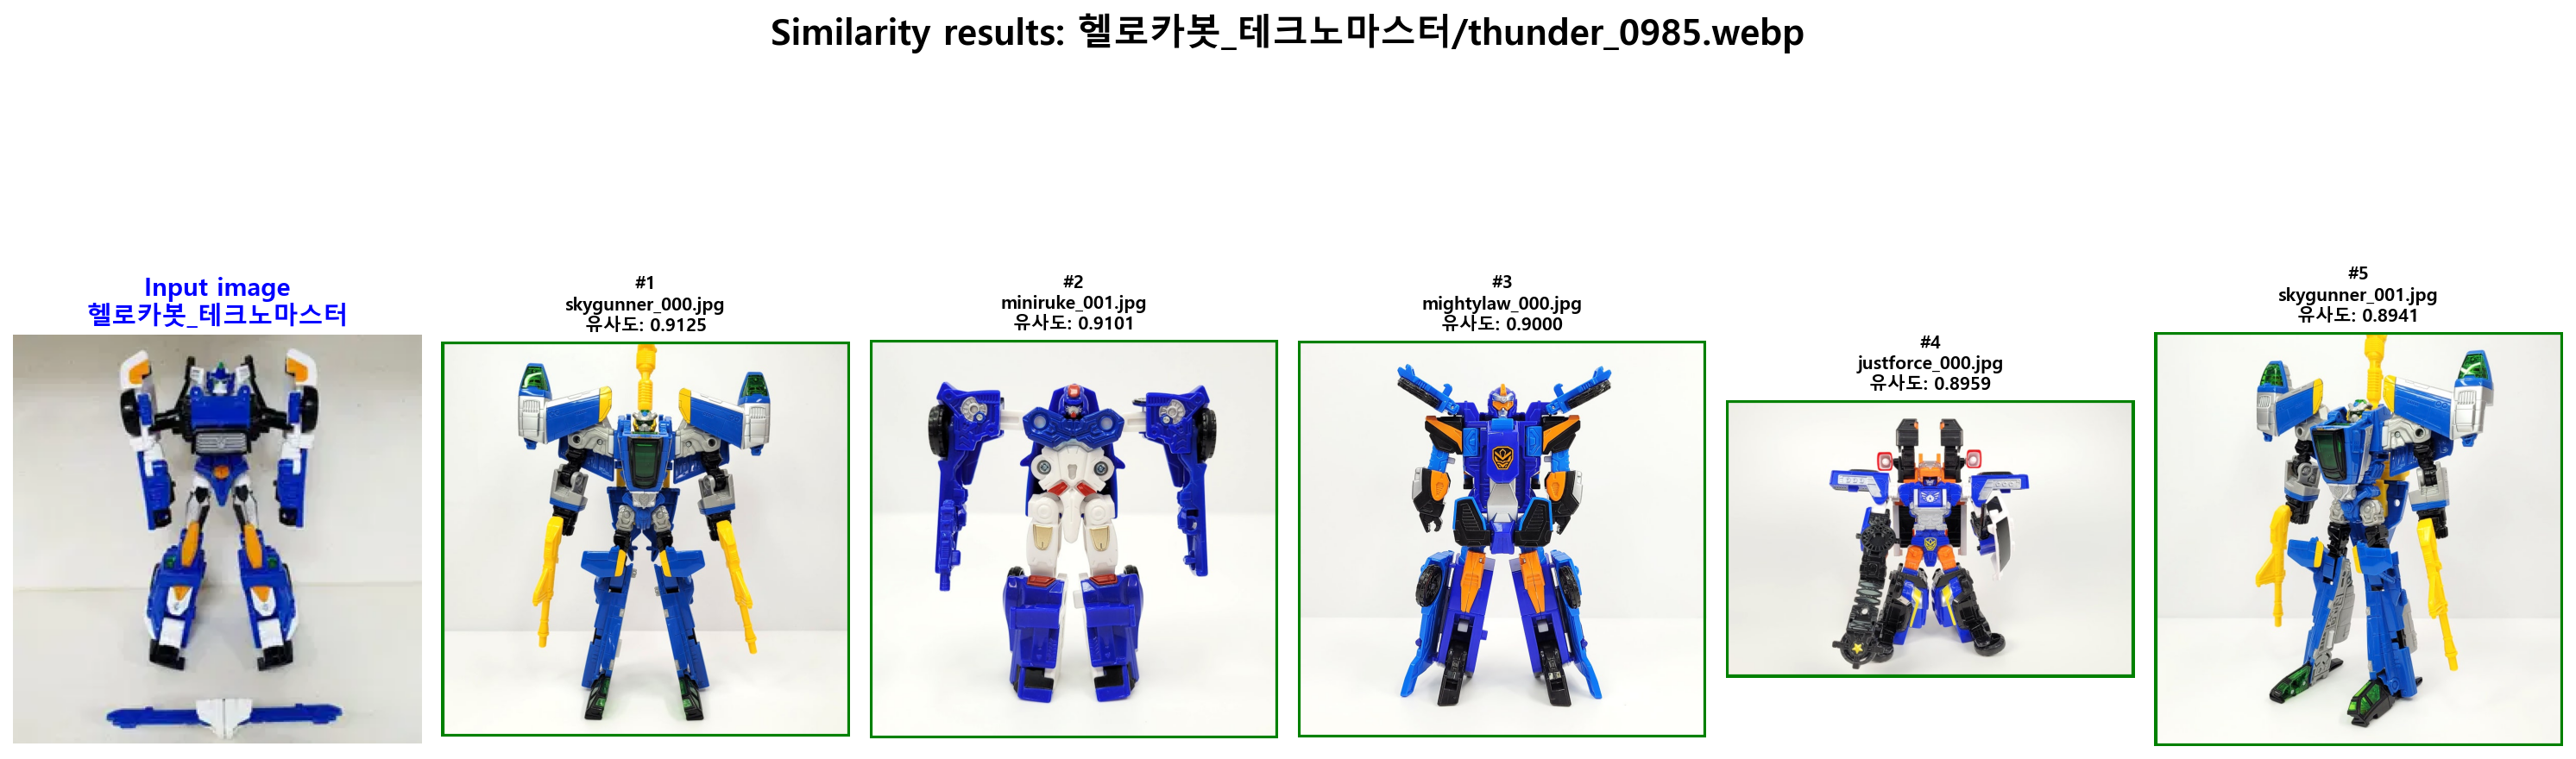 Similarity results: 헬로카봇_테크노마스터/thunder_0985.webp
Input image
헬로카봇_테크노마스터
#1
skygunner_000.jpg
유사도: 0.9125
#2
miniruke_001.jpg
유사도: 0.9101
#3
mightylaw_000.jpg
유사도: 0.9000
#4
justforce_000.jpg
유사도: 0.8959
#5
skygunner_001.jpg
유사도: 0.8941